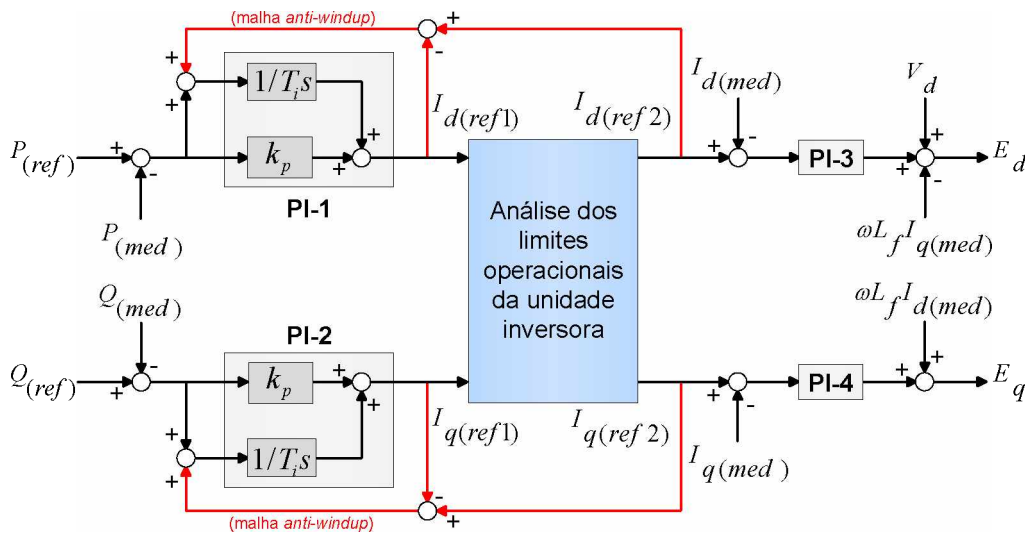 (malha anti-windup)
+
-
+
+
+
1/T_i s
+
k_p
+
PI-1
P_(ref)
+
-
P_(med)
I_d(ref1)
I_d(ref2)
Análise dos
limites
operacionais
da unidade
inversora
I_d(med)
-
+
PI-3
V_d
+
+
-
E_d
ωL_f I_q(med)
Q_(med)
-
Q_(ref)
+
PI-2
k_p
+
+
1/T_i s
+
+
(malha anti-windup)
I_q(ref1)
-
+
I_q(ref2)
+
-
I_q(med)
PI-4
ωL_f I_d(med)
+
+
E_q